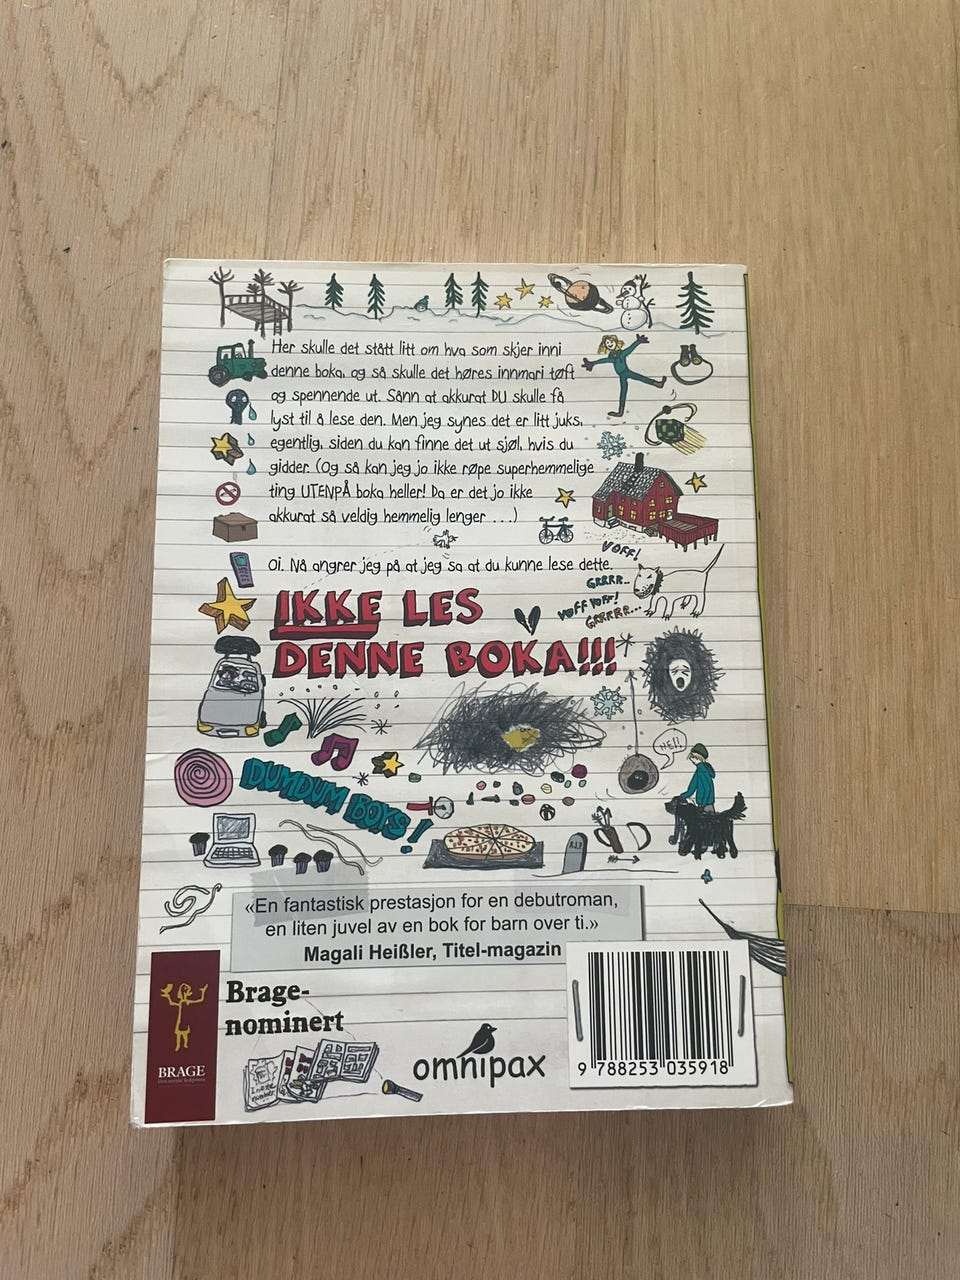 Her skulle det stått litt om hva som skjer inni
denne boka, og så skulle det høres innmari tøft
og spennende ut. Sånn at akkurat DU skulle få
lyst til å lese den. Men jeg synes det er litt juks,
egentlig, siden du kan finne det ut sjøl, hvis du
gidder. (Og så kan jeg jo ikke røpe superhemmelige
ting UTENPÅ boka heller! Da er det jo ikke
akkurat så veldig hemmelig lenger ...)
Oi. Nå angrer jeg på at jeg sa at du kunne lese dette.
VOFF!
GRRRR..
VOFF VOFF!
GRRRRR...
IKKE LES
DENNE BOKA!!!
HEI!
DUMDUM BOYS!
R.I.P
«En fantastisk prestasjon for en debutroman,
en liten juvel av en bok for barn over ti.»
Magali Heißler, Titel-magazin
Brage-
nominert
BRAGE
omnipax
9 788253 035918